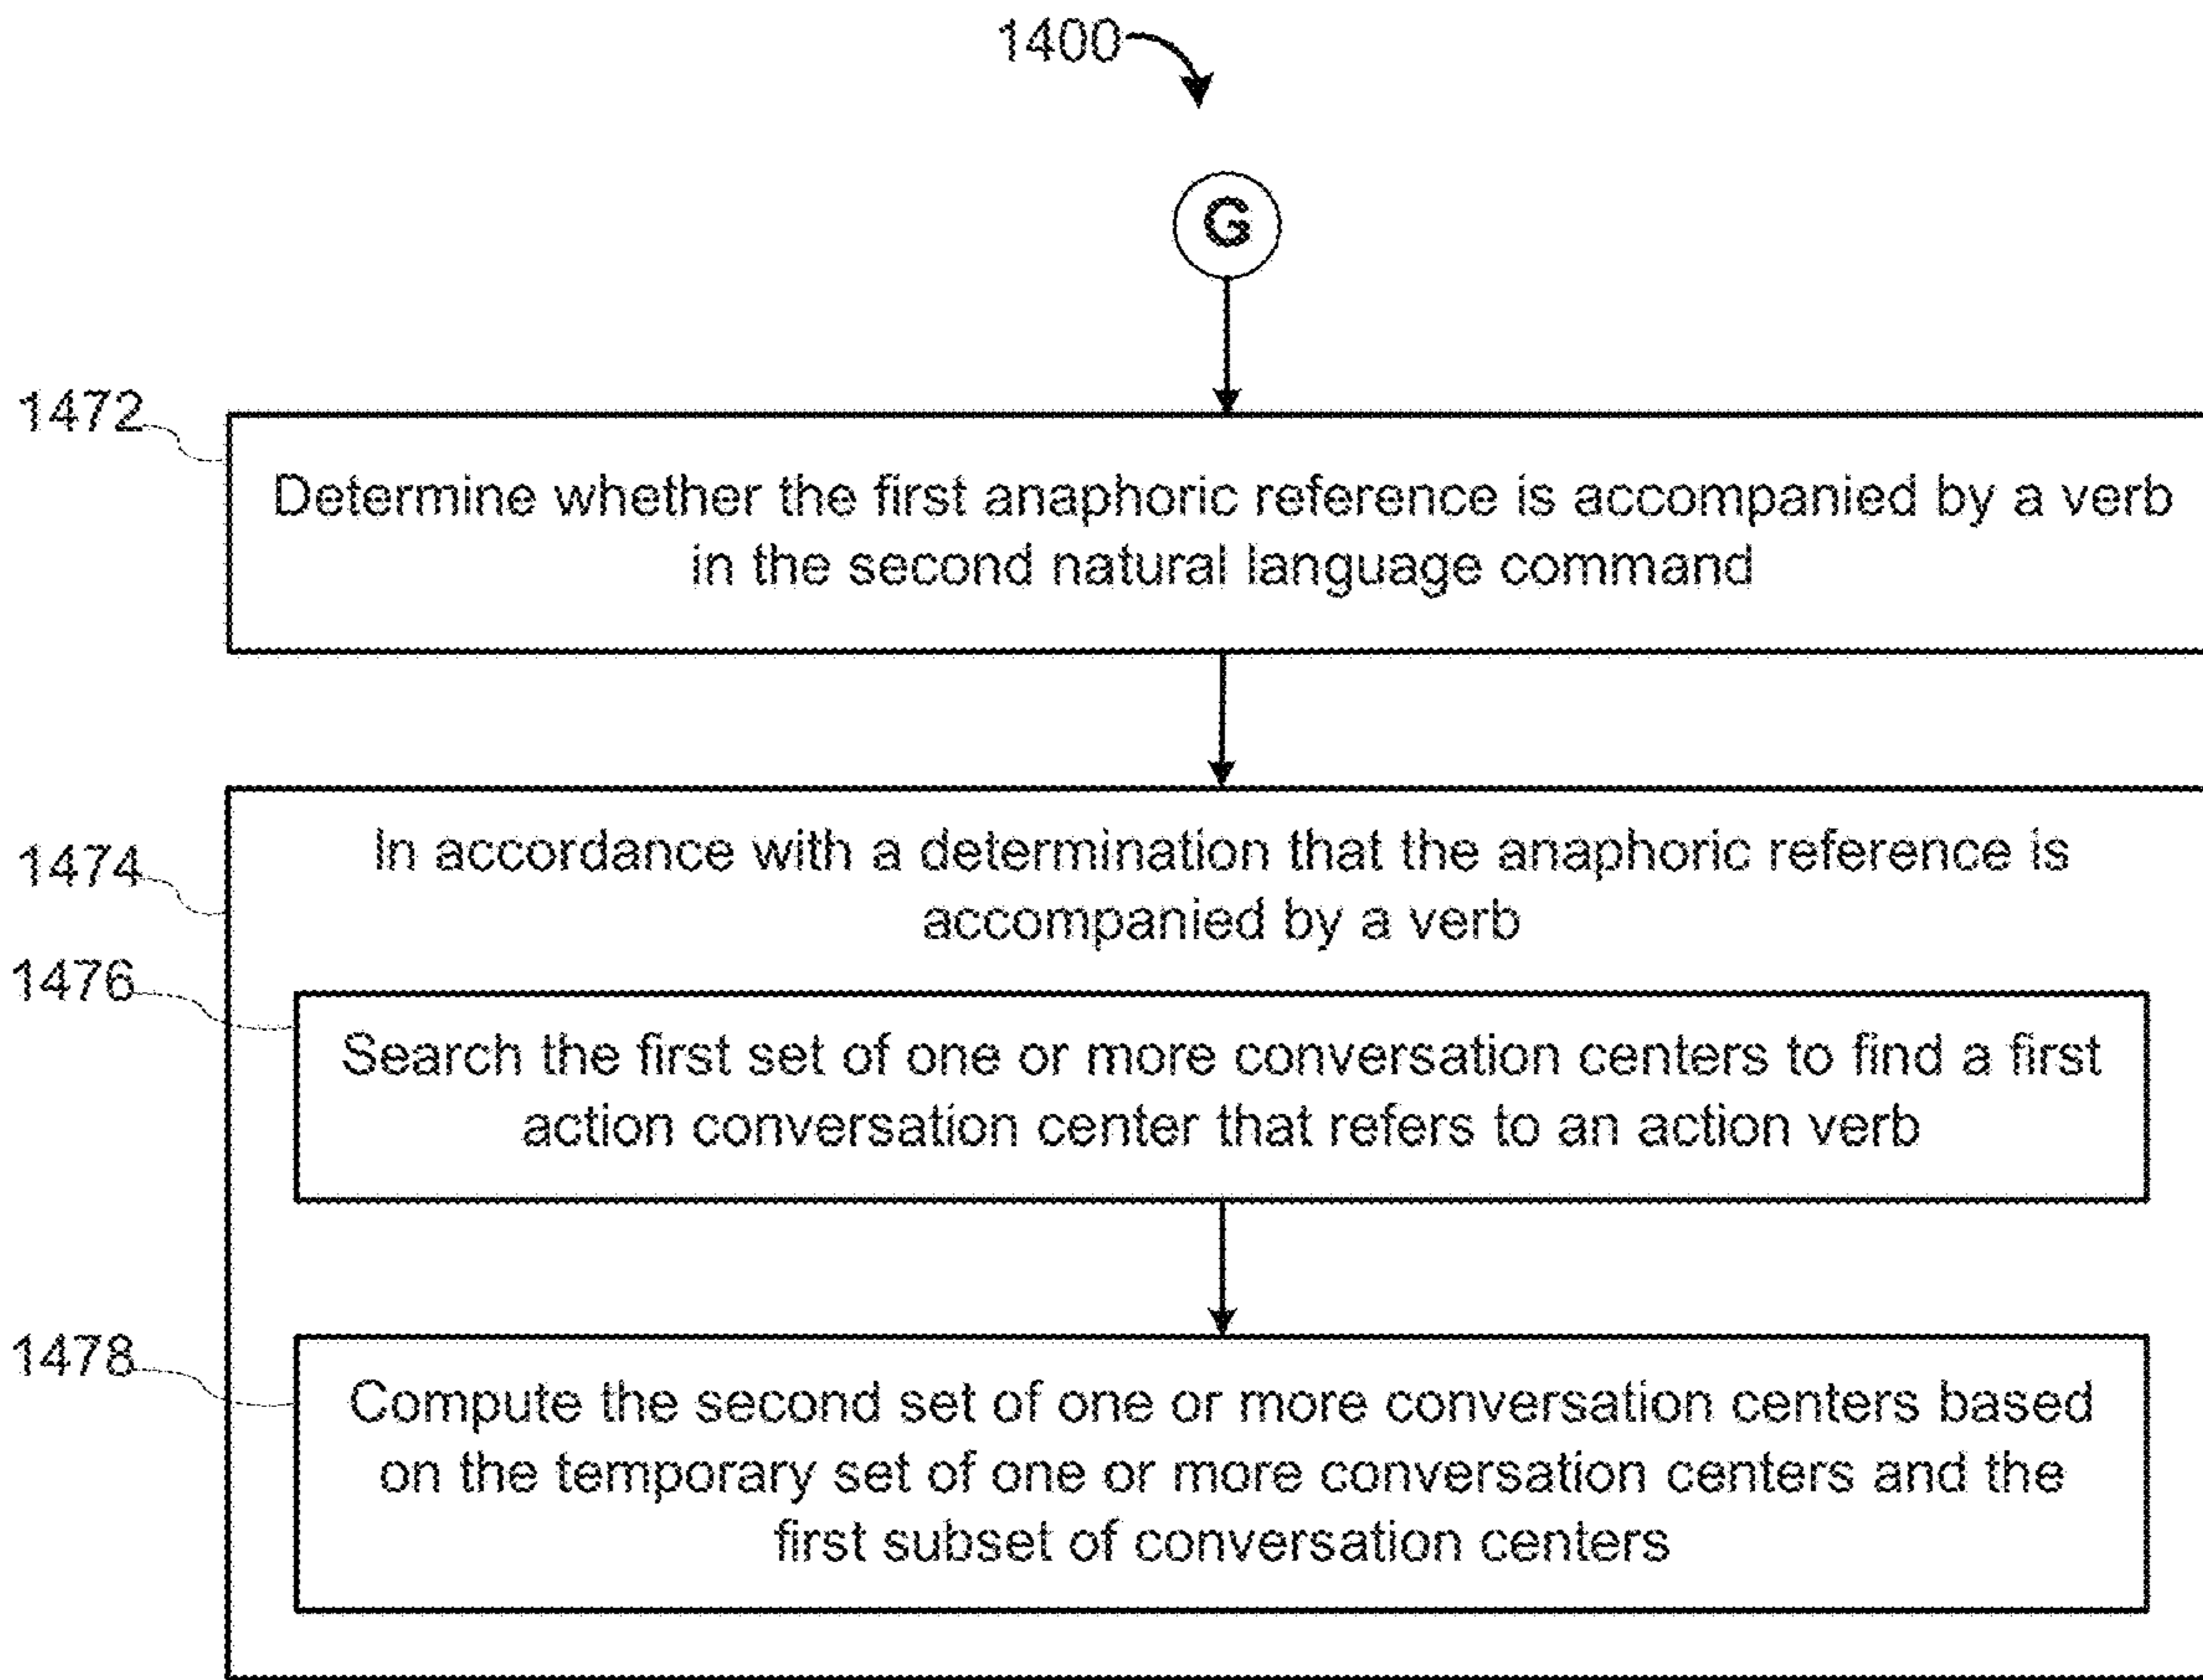 1400
G
1472
Determine whether the first anaphoric reference is accompanied by a verb
in the second natural language command
1474
In accordance with a determination that the anaphoric reference is
accompanied by a verb
1476
Search the first set of one or more conversation centers to find a first
action conversation center that refers to an action verb
1478
Compute the second set of one or more conversation centers based
on the temporary set of one or more conversation centers and the
first subset of conversation centers